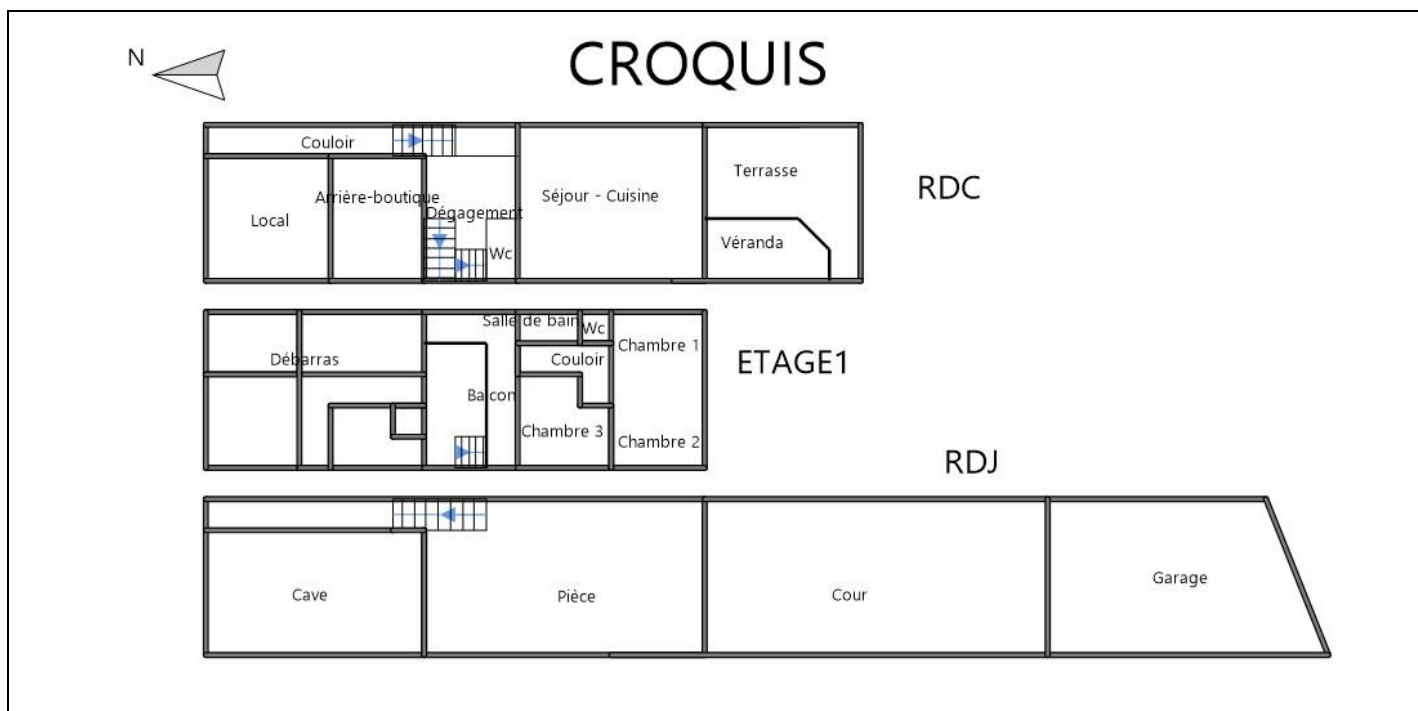 N
CROQUIS
Couloir
Terrasse
RDC
Arrière-boutique
Séjour - Cuisine
Dégagement
Local
Véranda
Wc
Salle de bain
Wc
Chambre 1
Débarras
Couloir
ETAGE1
Balcon
Chambre 3
Chambre 2
RDJ
Garage
Cave
Pièce
Cour